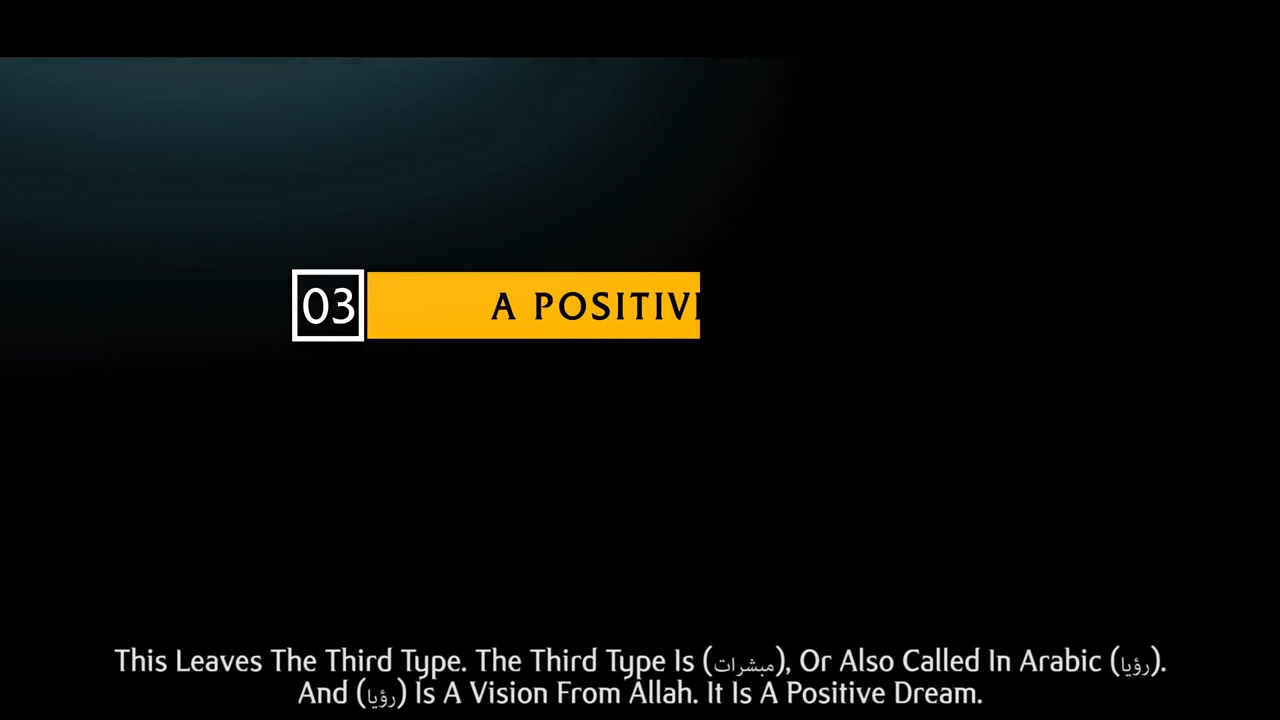 03
A POSITIVE
This Leaves The Third Type. The Third Type Is (مبشرات), Or Also Called In Arabic (رؤيا).
And (رؤيا) Is A Vision From Allah. It Is A Positive Dream.